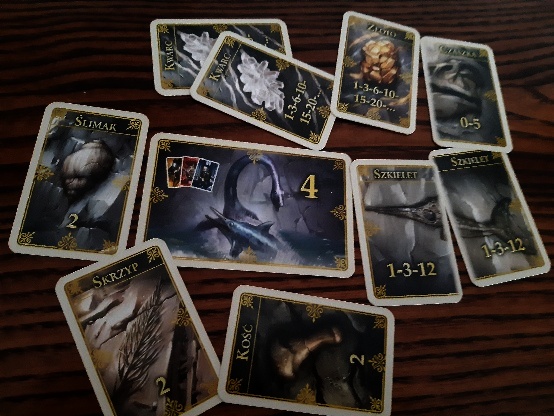 KWARC
KWARC
1-3-6-10-
15-20-..
ZŁOTO
1-3-6-10-
15-20-..
CZASZKA
0-5
ŚLIMAK
2
4
SZKIELET
1-3-12
SZKIELET
1-3-12
SKRZYP
2
KOŚĆ
2